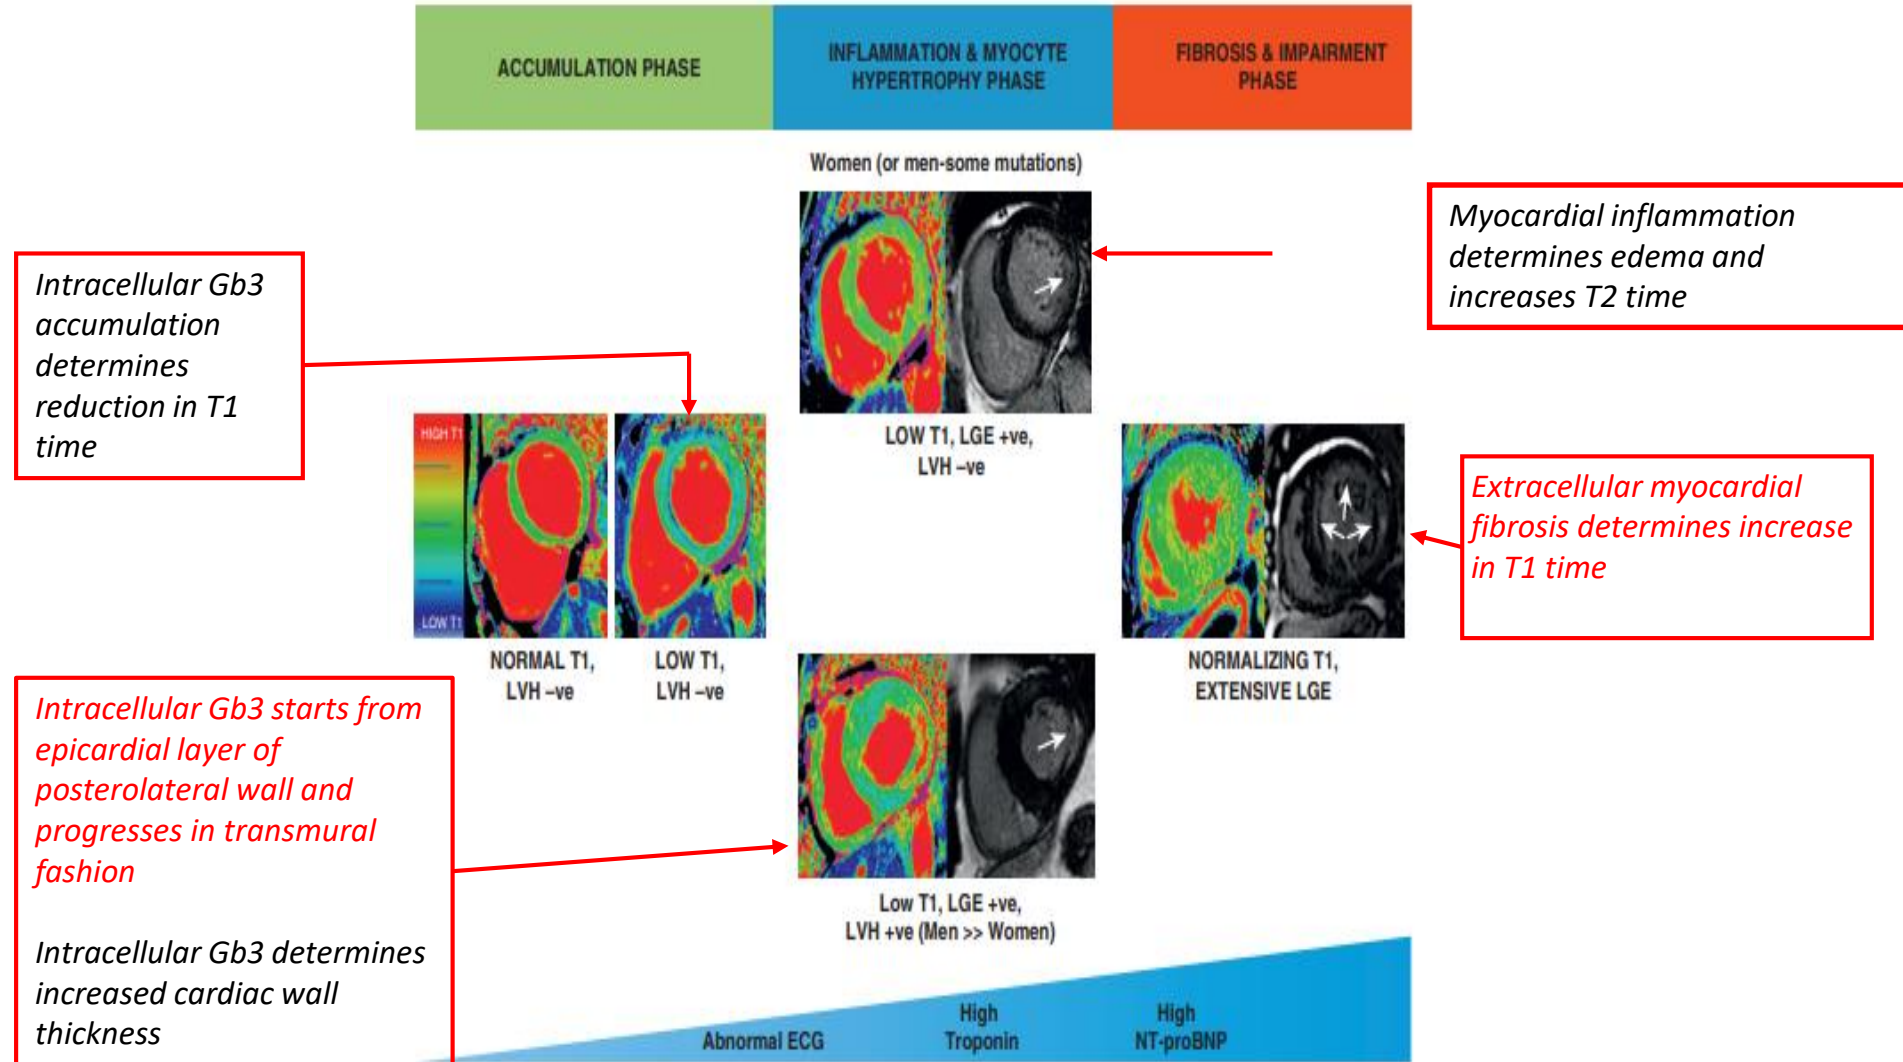 ACCUMULATION PHASE
INFLAMMATION & MYOCYTE
HYPERTROPHY PHASE
FIBROSIS & IMPAIRMENT
PHASE
Women (or men-some mutations)
Myocardial inflammation
determines edema and
increases T2 time
Intracellular Gb3
accumulation
determines
reduction in T1
time
HIGH T1
LOW T1
LOW T1, LGE +ve,
LVH –ve
NORMAL T1,
LVH –ve
LOW T1,
LVH –ve
Extracellular myocardial
fibrosis determines increase
in T1 time
NORMALIZING T1,
EXTENSIVE LGE
Intracellular Gb3 starts from
epicardial layer of
posterolateral wall and
progresses in transmural
fashion
Intracellular Gb3 determines
increased cardiac wall
thickness
Low T1, LGE +ve,
LVH +ve (Men >> Women)
Abnormal ECG
High
Troponin
High
NT-proBNP